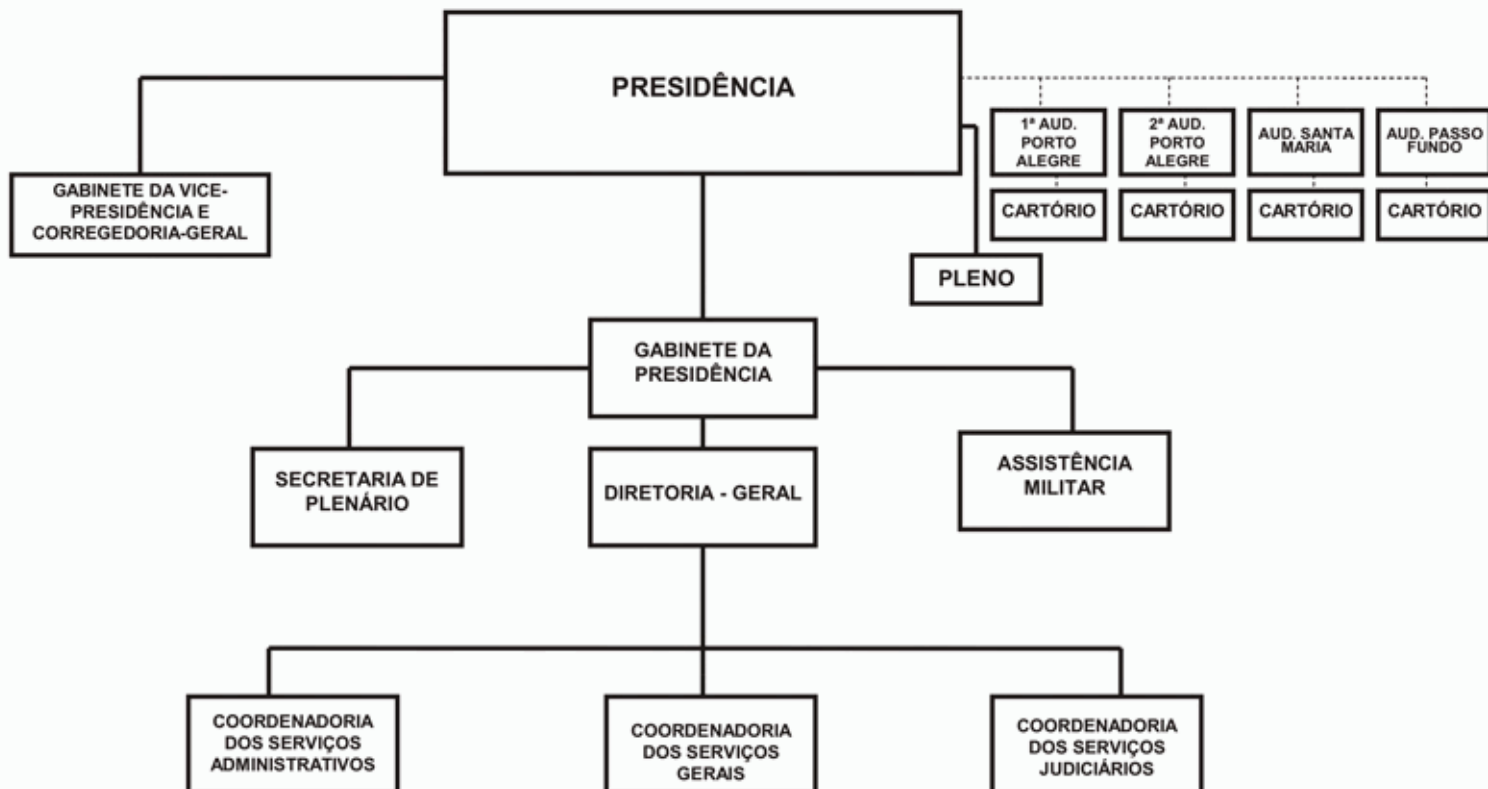 PRESIDÊNCIA
1ª AUD.
PORTO
ALEGRE
2ª AUD.
PORTO
ALEGRE
AUD. SANTA
MARIA
AUD. PASSO
FUNDO
CARTÓRIO
CARTÓRIO
CARTÓRIO
CARTÓRIO
GABINETE DA VICE-
PRESIDÊNCIA E
CORREGEDORIA-GERAL
PLENO
GABINETE DA
PRESIDÊNCIA
SECRETARIA DE
PLENÁRIO
DIRETORIA - GERAL
ASSISTÊNCIA
MILITAR
COORDENADORIA
DOS SERVIÇOS
ADMINISTRATIVOS
COORDENADORIA
DOS SERVIÇOS
GERAIS
COORDENADORIA
DOS SERVIÇOS
JUDICIÁRIOS